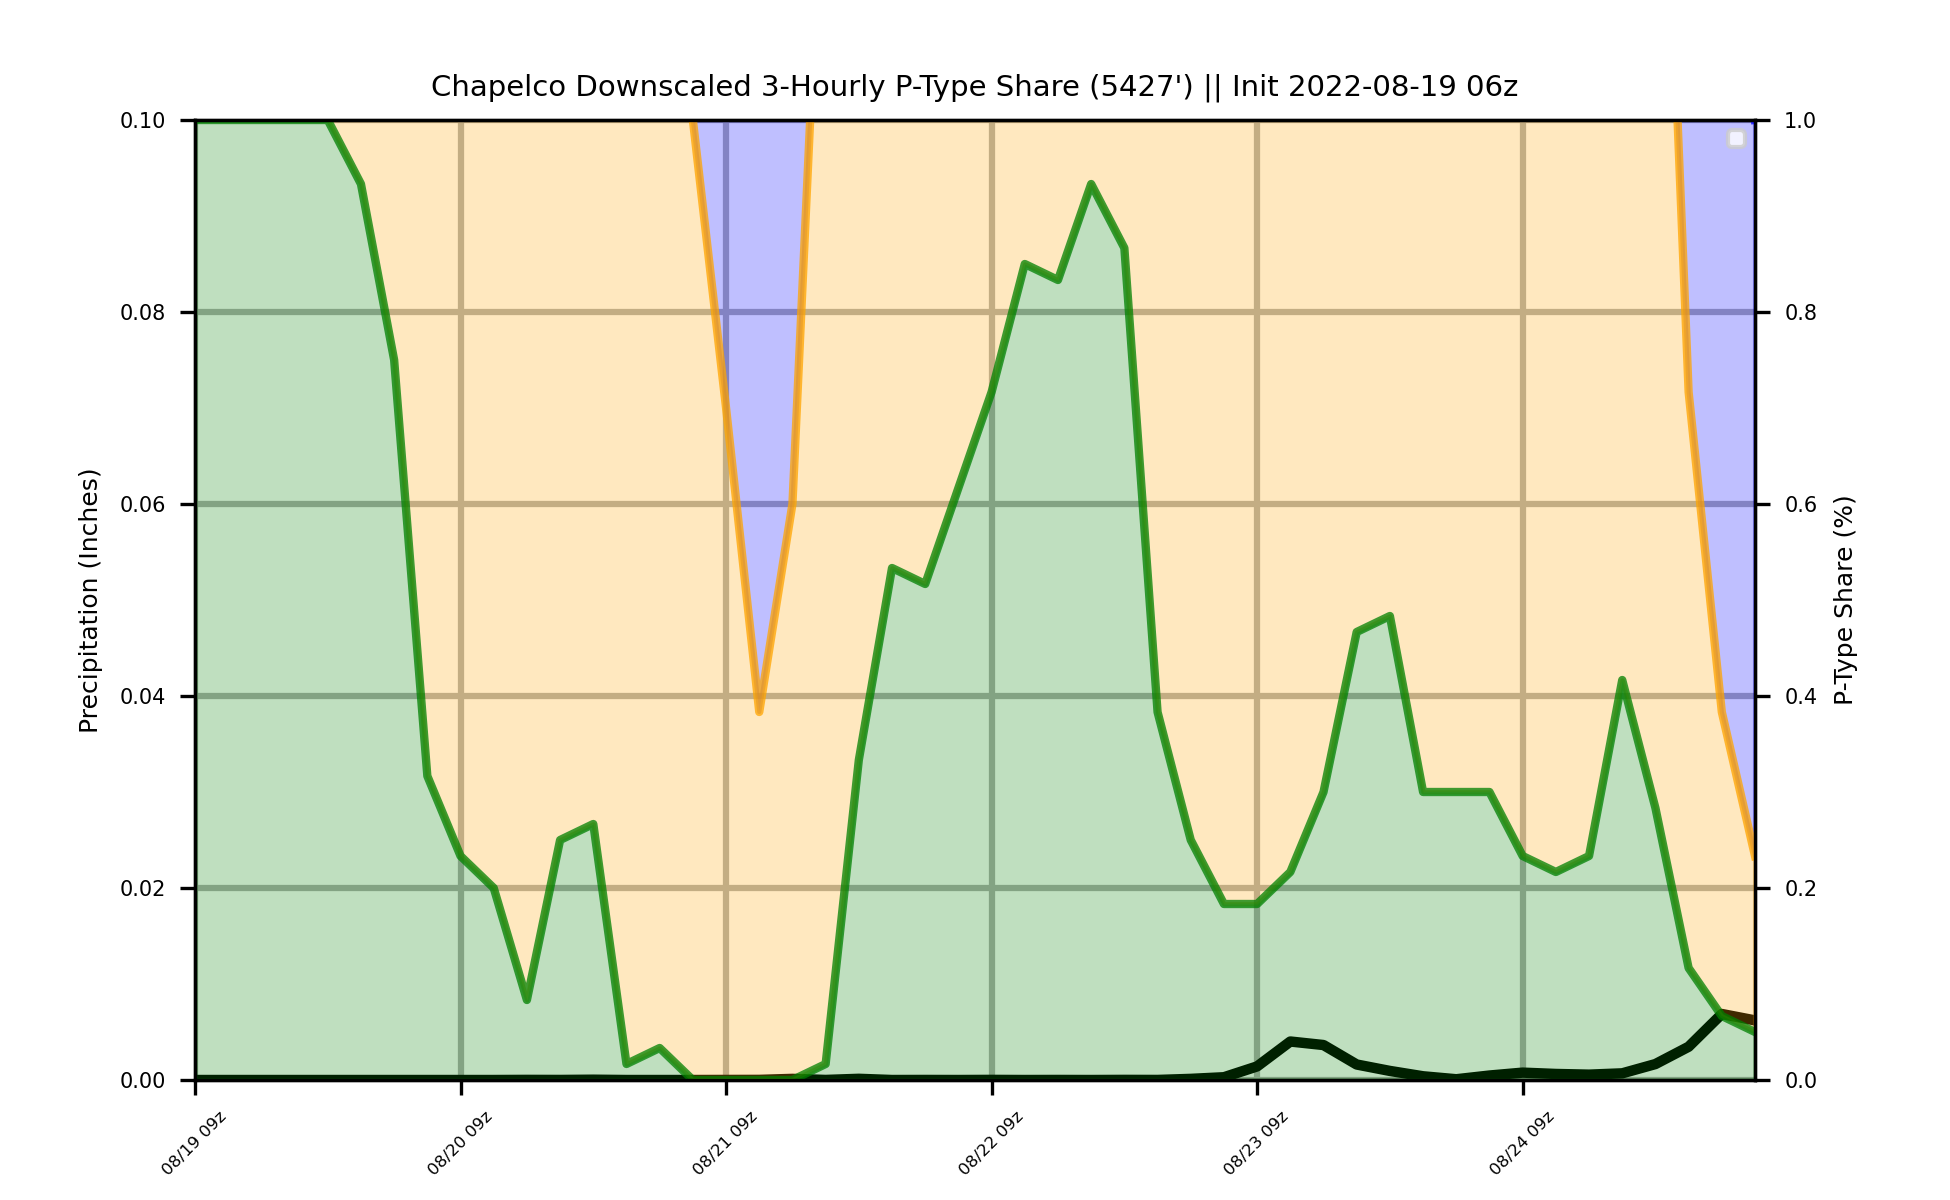 Chapelco Downscaled 3-Hourly P-Type Share (5427') || Init 2022-08-19 06z
0.10
0.08
0.06
0.04
0.02
0.00
Precipitation (Inches)
1.0
0.8
0.6
0.4
0.2
0.0
P-Type Share (%)
08/19 09z
08/20 09z
08/21 09z
08/22 09z
08/23 09z
08/24 09z